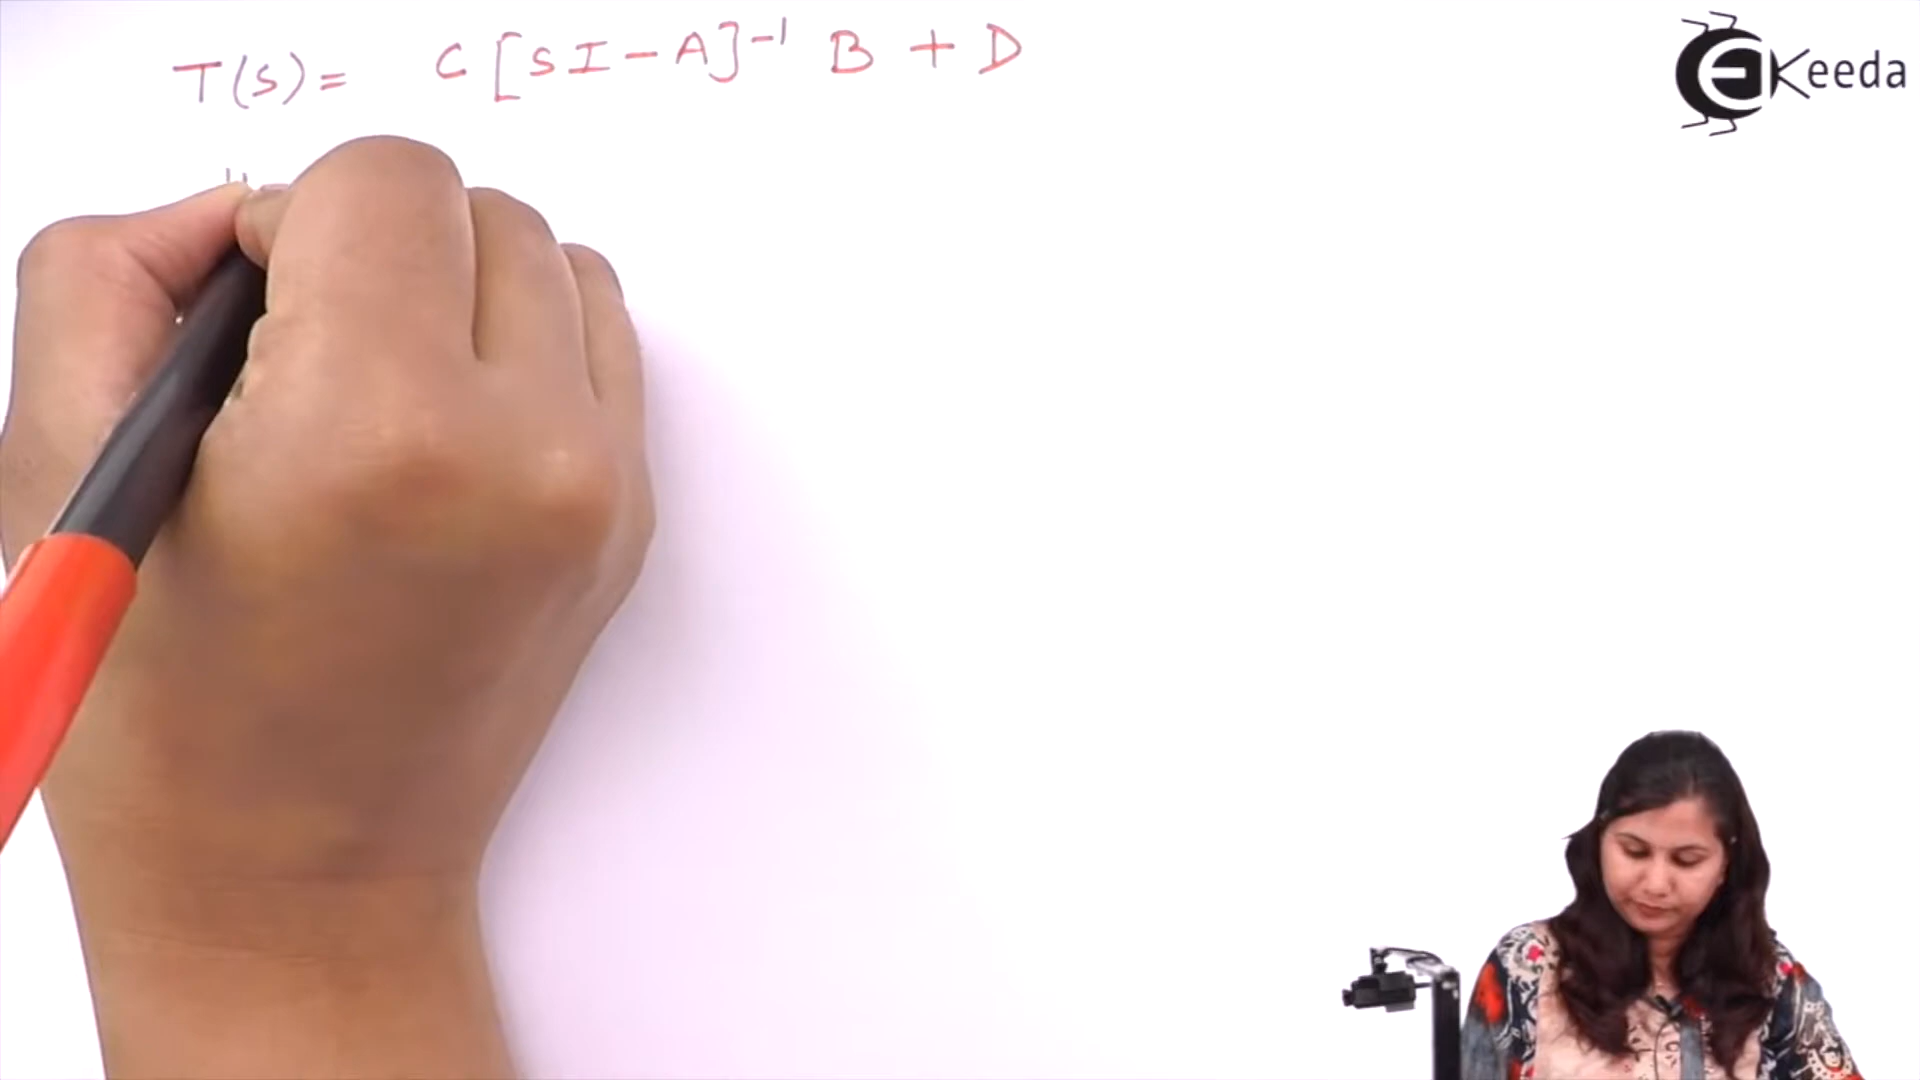 T(s) = C [SI - A]⁻¹ B + D
EKeeda